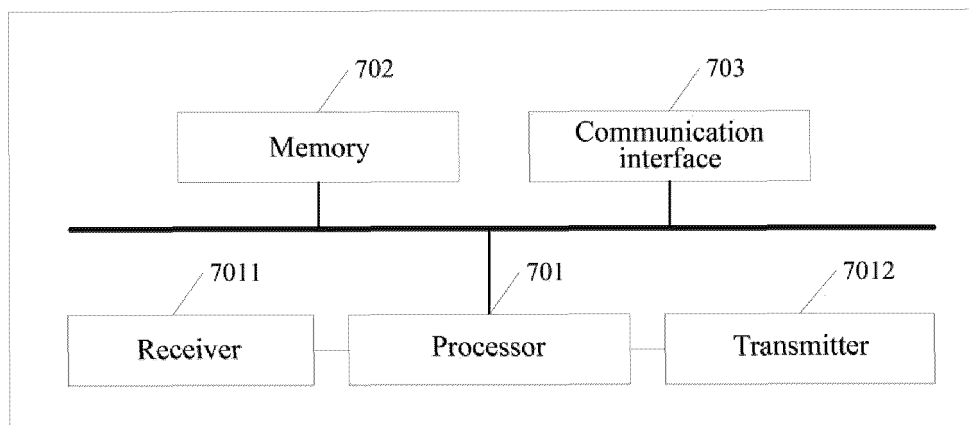 702
703
Memory
Communication
interface
7011
701
7012
Receiver
Processor
Transmitter